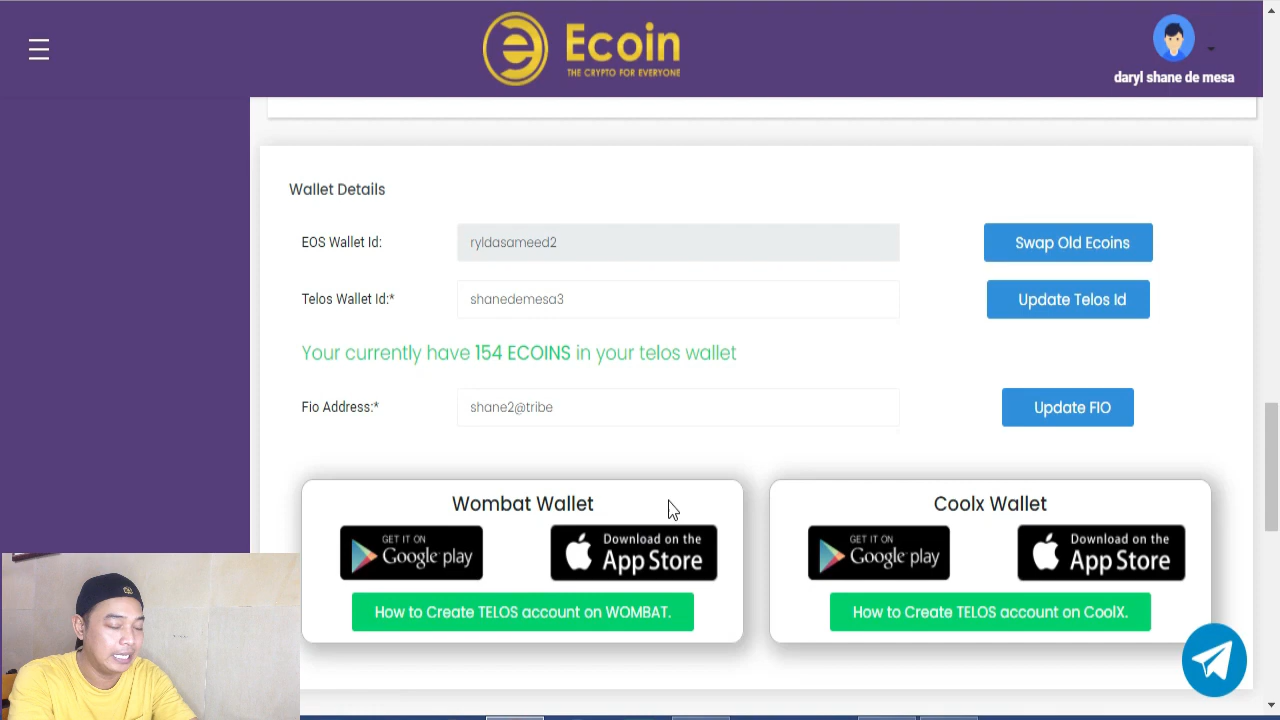 Ecoin
THE CRYPTO FOR EVERYONE
daryl shane de mesa
Wallet Details
EOS Wallet Id:
ryldasameed2
Swap Old Ecoins
Telos Wallet Id:*
shanedemesa3
Update Telos Id
Your currently have 154 ECOINS in your telos wallet
Fio Address:*
shane2@tribe
Update FIO
Wombat Wallet
GET IT ON
Google play
Download on the
App Store
How to Create TELOS account on WOMBAT.
Coolx Wallet
GET IT ON
Google play
Download on the
App Store
How to Create TELOS account on CoolX.